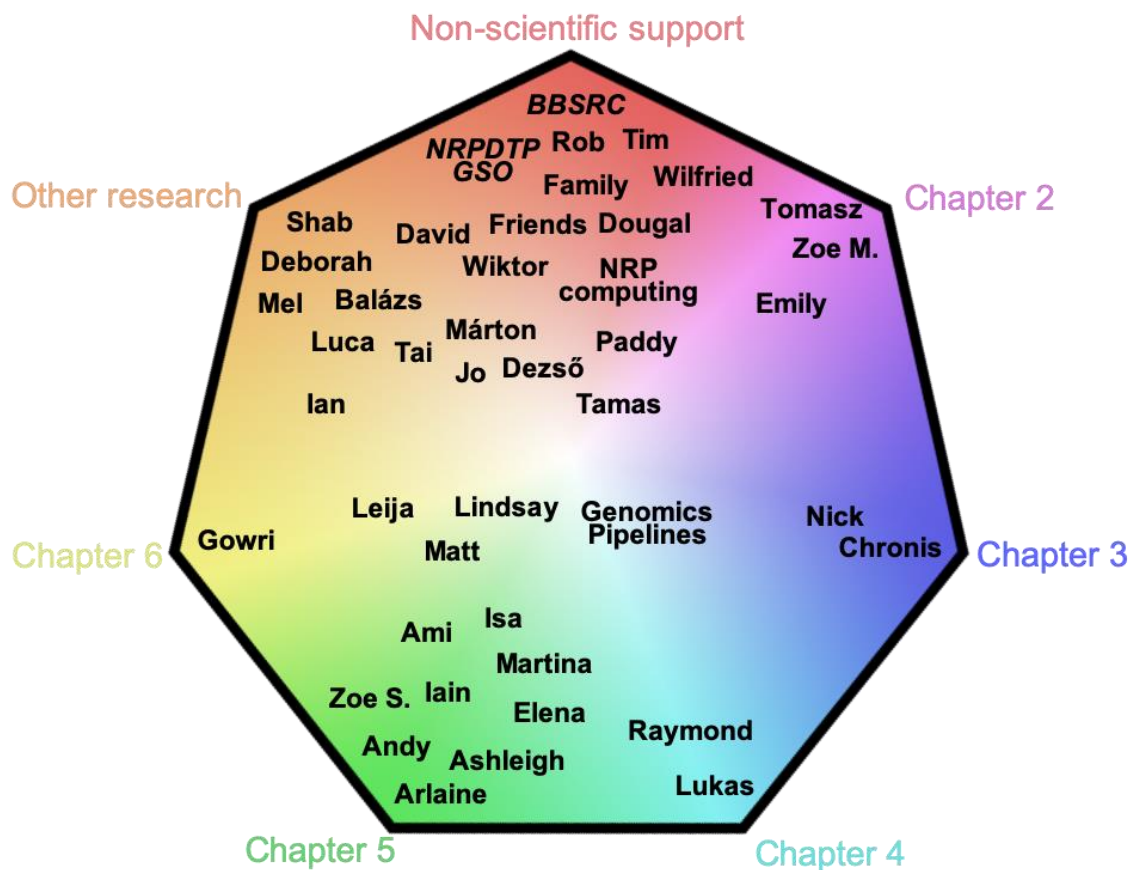 Non-scientific support
BBSRC
NRPDTP
GSO
Rob
Tim
Family
Wilfried
Other research
Chapter 2
Shab
David
Friends
Dougal
Tomasz
Zoe M.
Deborah
Wiktor
NRP
computing
Mel
Balázs
Emily
Luca
Tai
Márton
Jo
Dezső
Paddy
Ian
Tamas
Leija
Lindsay
Genomics
Pipelines
Nick
Chronis
Gowri
Matt
Chapter 6
Chapter 3
Ami
Isa
Martina
Zoe S.
Iain
Elena
Raymond
Andy
Ashleigh
Lukas
Arlaine
Chapter 5
Chapter 4